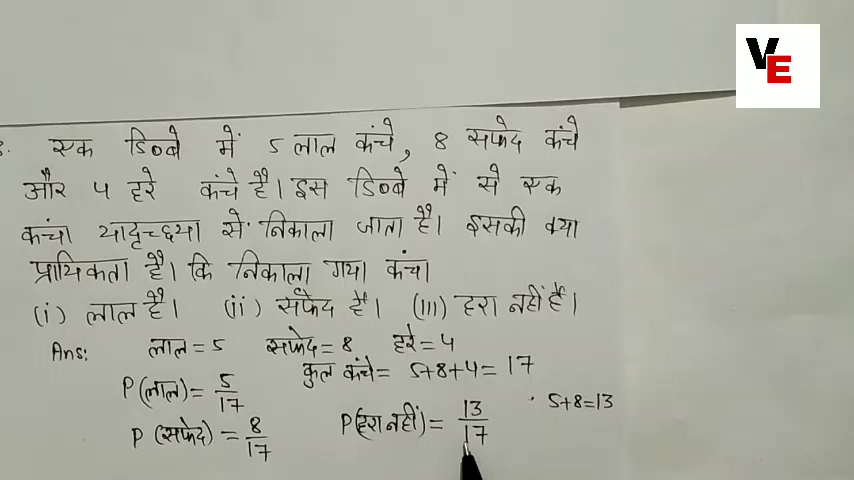 VE
एक डिब्बे में 5 लाल कंचे, 8 सफेद कंचे
और 4 हरे कंचे है। इस डिब्बे में से एक
कंचा यादृच्छया से निकाला जाता है। इसकी क्या
प्रायिकता है। कि निकाला गया कंचा
(i) लाल है। (ii) सफेद है। (iii) हरा नहीं है।
Ans: लाल = 5 सफेद = 8 हरे = 4
कुल कंचे = 5+8+4 = 17
P(लाल) = 5/17
5+8=13
P(सफेद) = 8/17 P(हरा नहीं) = 13/17